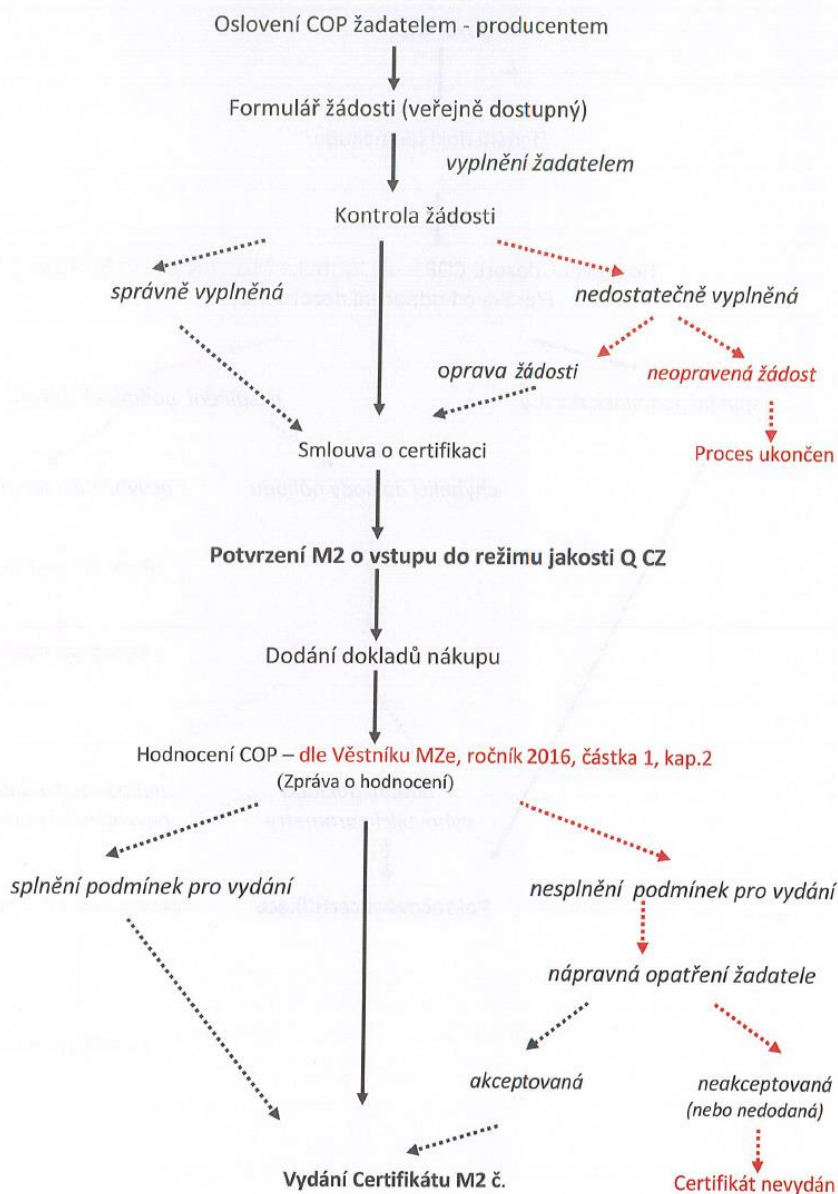 Oslovení COP žadatelem - producentem
Formulář žádosti (veřejně dostupný)
vyplnění žadatelem
Kontrola žádosti
správně vyplněná
nedostatečně vyplněná
oprava žádosti
neopravená žádost
Smlouva o certifikaci
Proces ukončen
Potvrzení M2 o vstupu do režimu jakosti Q CZ
Dodání dokladů nákupu
Hodnocení COP – dle Věstníku MZe, ročník 2016, částka 1, kap.2
(Zpráva o hodnocení)
splnění podmínek pro vydání
nesplnění podmínek pro vydání
nápravná opatření žadatele
akceptovaná
neakceptovaná
(nebo nedodaná)
Vydání Certifikátu M2 č.
Certifikát nevydán